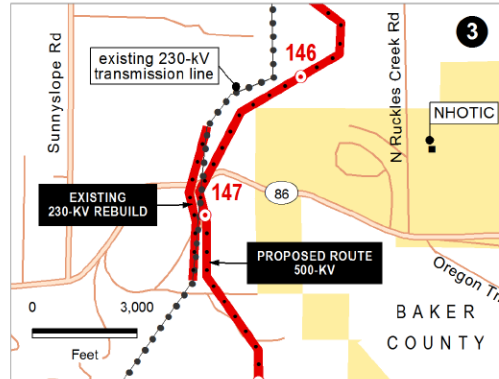 Sunnyslope Rd
existing 230-kV
transmission line
146
N Ruckles Creek Rd
3
NHOTIC
EXISTING
230-KV REBUILD
147
86
PROPOSED ROUTE
500-KV
Oregon Tr
0 3,000
Feet
BAKER
COUNTY